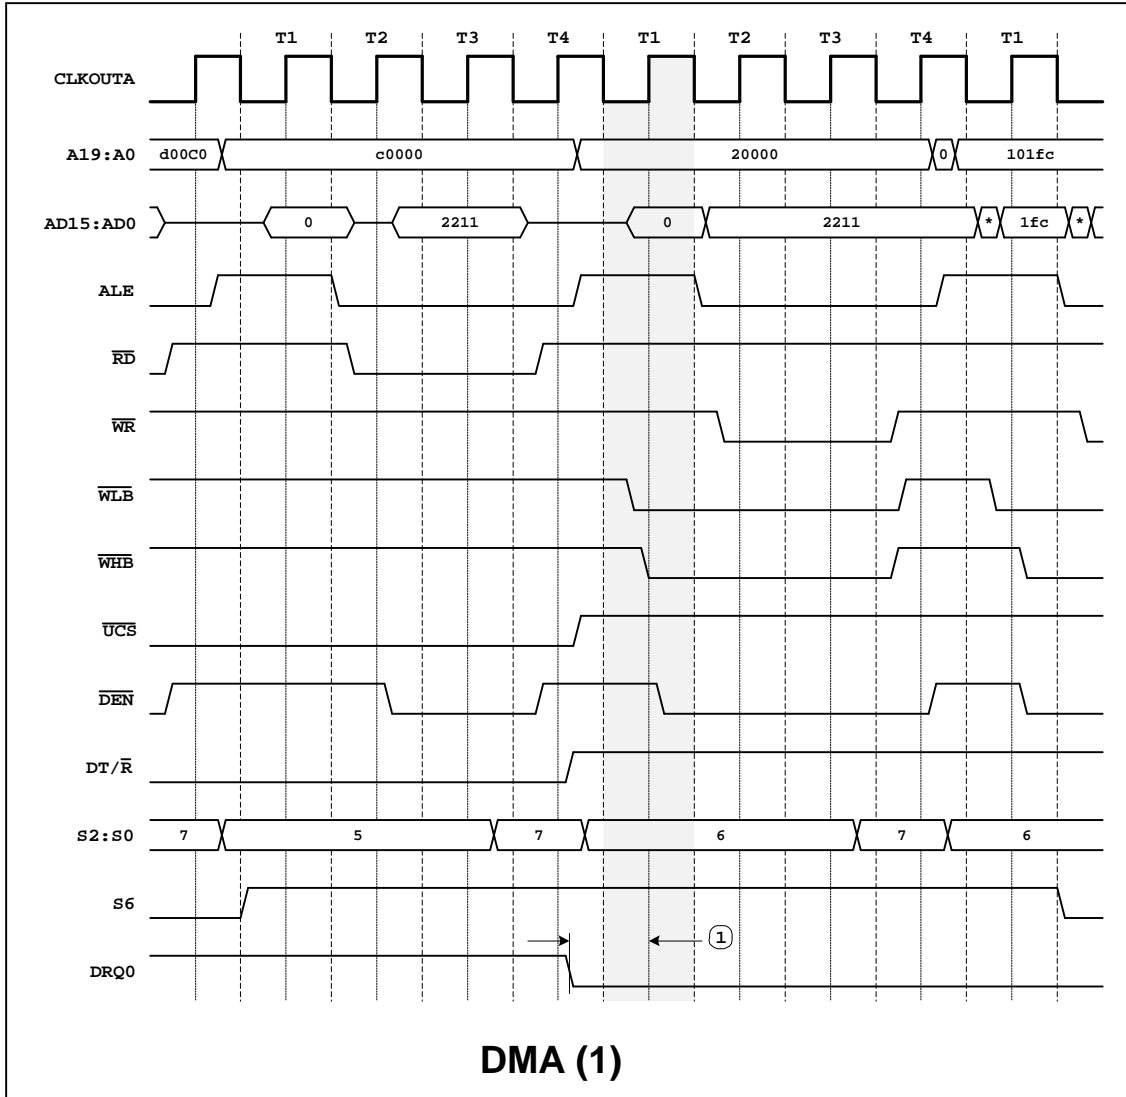 T1 T2 T3 T4 T1 T2 T3 T4 T1
CLKOUTA
A19:A0 d00C0 c0000 20000 0 101fc
AD15:AD0 0 2211 0 2211 * 1fc *
ALE
RD
WR
WLB
WHB
UCS
DEN
DT/R
S2:S0 7 5 7 6 7 6
S6
1
DRQ0
DMA (1)